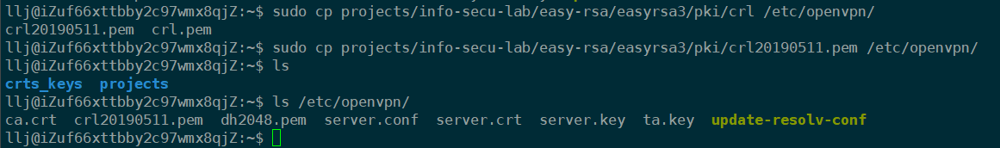 llj@iZuf66xttbby2c97wmx8qjZ:~$ sudo cp projects/info-secu-lab/easy-rsa/easyrsa3/pki/crl /etc/openvpn/
crl20190511.pem  crl.pem
llj@iZuf66xttbby2c97wmx8qjZ:~$ sudo cp projects/info-secu-lab/easy-rsa/easyrsa3/pki/crl20190511.pem /etc/openvpn/
llj@iZuf66xttbby2c97wmx8qjZ:~$ ls
crts_keys  projects
llj@iZuf66xttbby2c97wmx8qjZ:~$ ls /etc/openvpn/
ca.crt  crl20190511.pem  dh2048.pem  server.conf  server.crt  server.key  ta.key  update-resolv-conf
llj@iZuf66xttbby2c97wmx8qjZ:~$